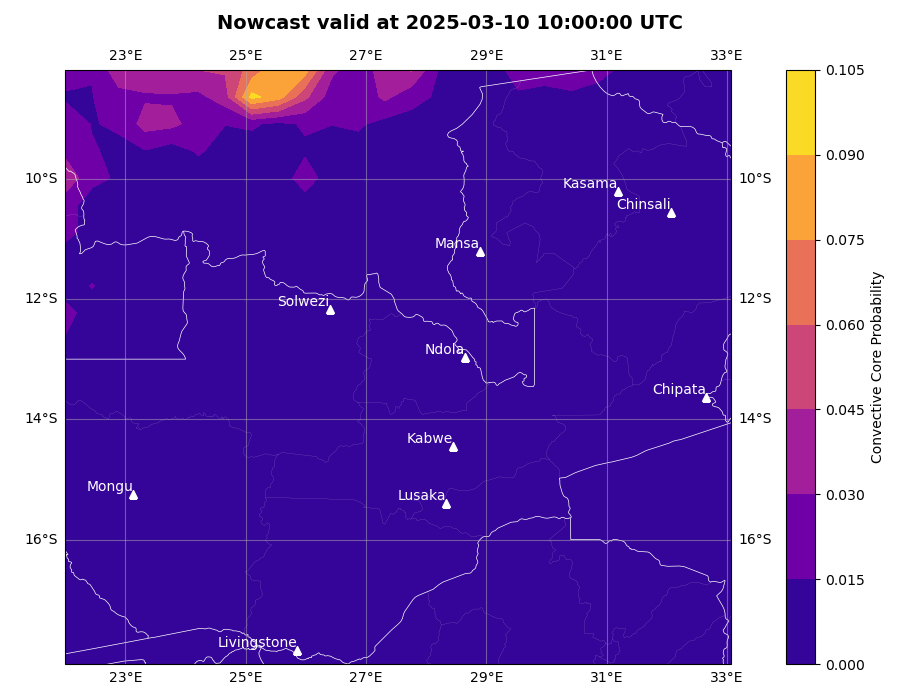 Nowcast valid at 2025-03-10 10:00:00 UTC
23°E 25°E 27°E 29°E 31°E 33°E
0.105
0.090
10°S Kasama 10°S
Chinsali
0.075
Mansa
12°S Solwezi 12°S
0.060
Ndola
Chipata
0.045
14°S 14°S
Kabwe
Mongu
Lusaka
0.030
16°S 16°S
0.015
Livingstone
0.000
23°E 25°E 27°E 29°E 31°E 33°E
Convective Core Probability